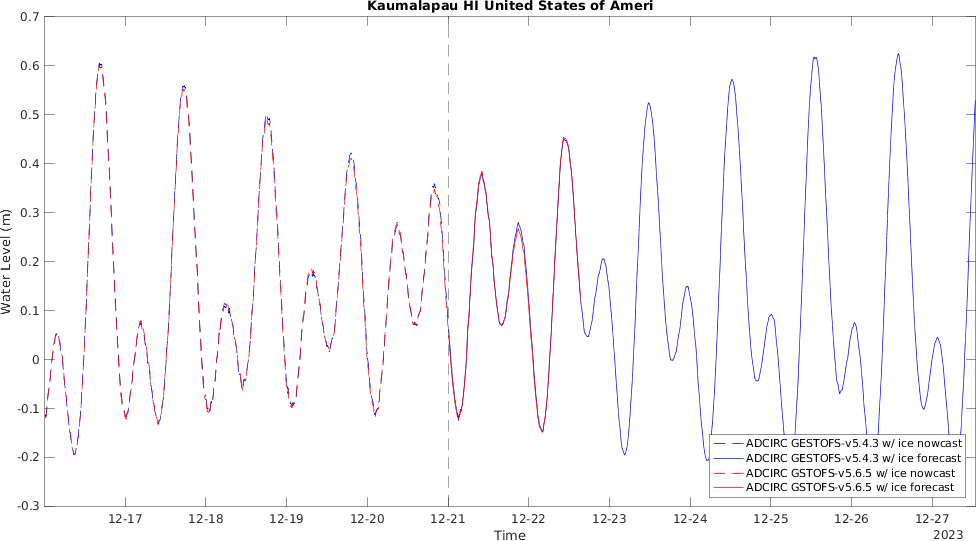 Kaumalapau HI United States of Ameri
0.7
0.6
0.5
0.4
0.3
0.2
0.1
0
-0.1
-0.2
-0.3
Water Level (m)
ADCIRC GESTOFS-v5.4.3 w/ ice nowcast
ADCIRC GESTOFS-v5.4.3 w/ ice forecast
ADCIRC GSTOFS-v5.6.5 w/ ice nowcast
ADCIRC GSTOFS-v5.6.5 w/ ice forecast
12-17 12-18 12-19 12-20 12-21 12-22 12-23 12-24 12-25 12-26 12-27
2023
Time